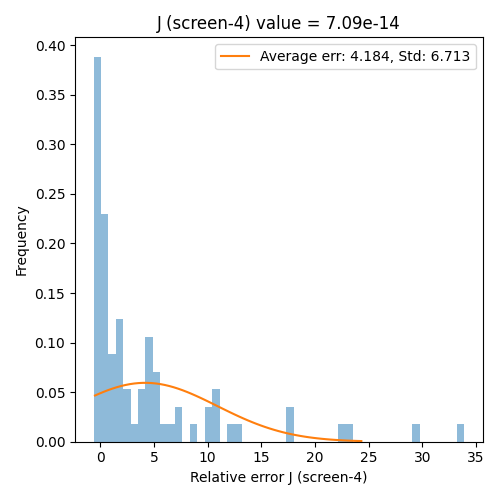 J (screen-4) value = 7.09e-14
Average err: 4.184, Std: 6.713
Frequency
0.40
0.35
0.30
0.25
0.20
0.15
0.10
0.05
0.00
0 5 10 15 20 25 30 35
Relative error J (screen-4)